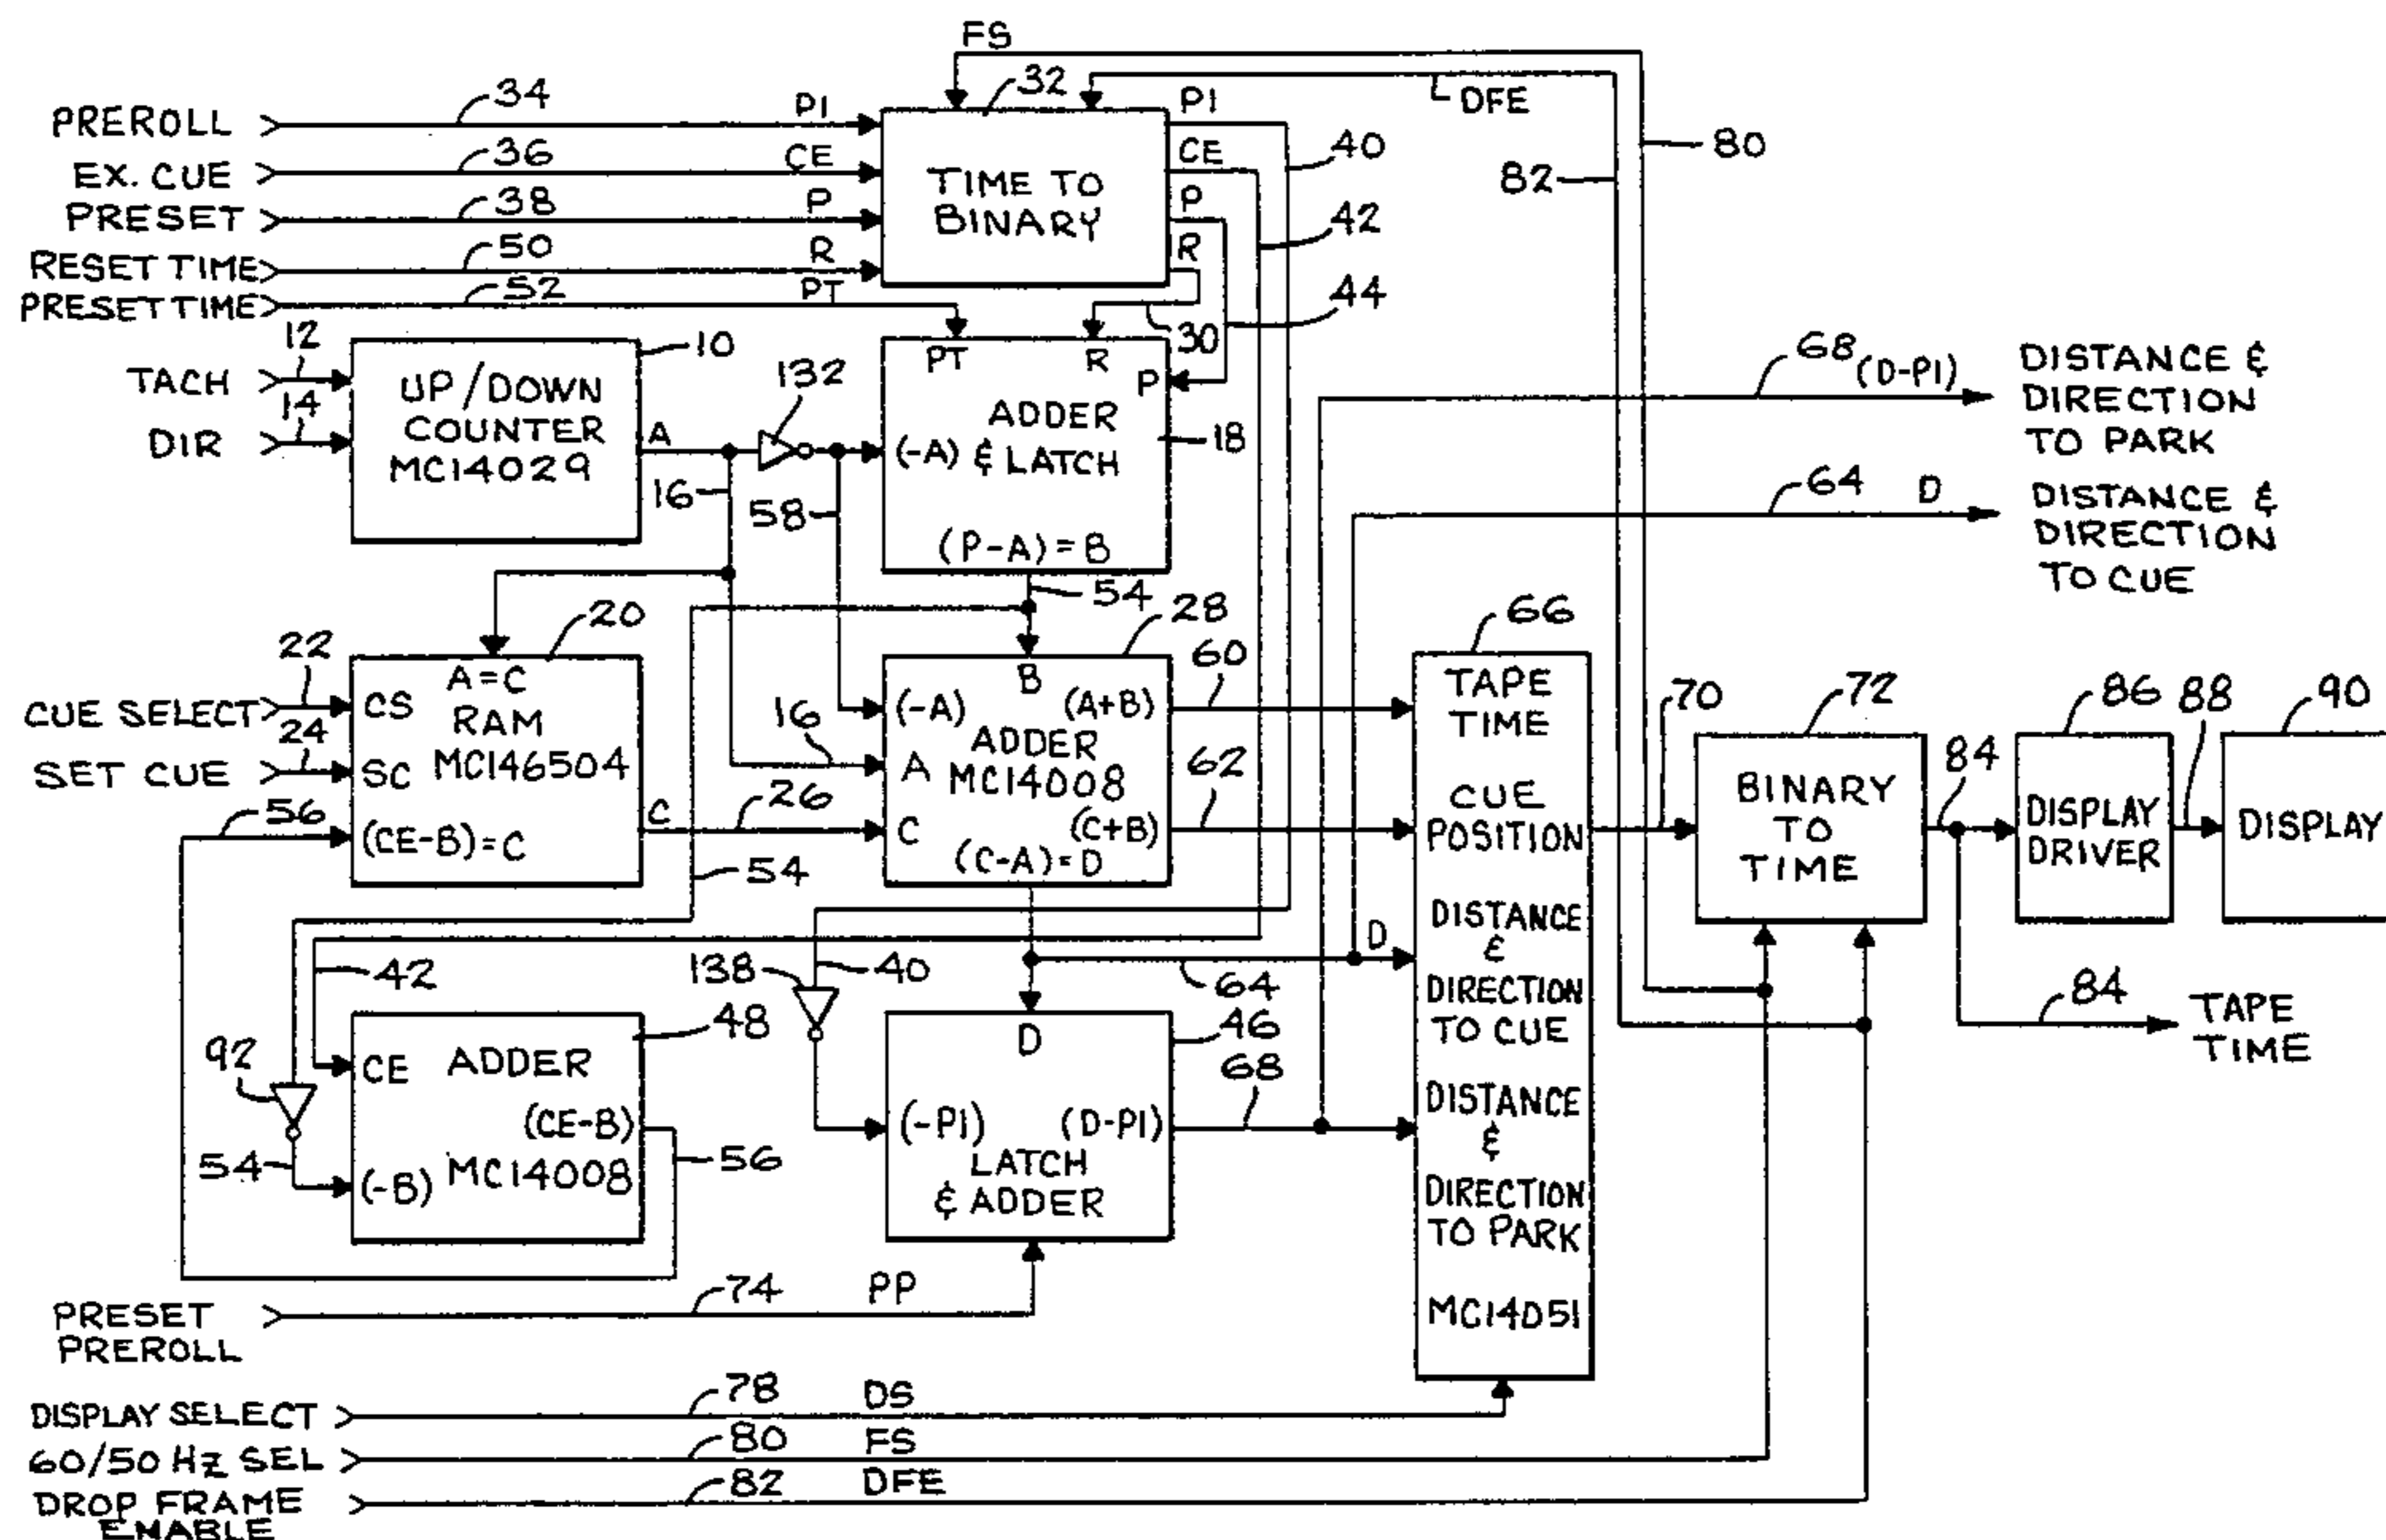 FS
32
DFE
PREROLL
34
PI
PI
40
80
EX. CUE
36
CE
CE
82
PRESET
38
P
TIME TO
BINARY
P
42
RESET TIME
50
R
R
PRESET TIME
52
PT
30
44
TACH
12
DIR
14
10
UP/DOWN
COUNTER
MC14029
A
132
16
58
PT
R
P
ADDER
(-A) & LATCH
18
(P-A)=B
54
68
(D-PI)
DISTANCE &
DIRECTION
TO PARK
64
D
DISTANCE &
DIRECTION
TO CUE
20
CUE SELECT
22
CS
A=C
RAM
MC146504
SET CUE
24
SC
56
(CE-B)=C
C
26
16
54
28
B
(-A)
(A+B)
ADDER
A
MC14008
C
(C+B)
(C-A)=D
60
62
66
TAPE
TIME
CUE
POSITION
DISTANCE
&
DIRECTION
TO CUE
DISTANCE
&
DIRECTION
TO PARK
MC14051
70
72
BINARY
TO
TIME
84
86
DISPLAY
DRIVER
88
90
DISPLAY
84
TAPE
TIME
D
64
42
138
40
92
54
48
CE
ADDER
(CE-B)
MC14008
(-B)
56
46
D
(-PI)
(D-PI)
LATCH
& ADDER
68
PRESET
PREROLL
74
PP
DISPLAY SELECT
78
DS
60/50 Hz SEL
80
FS
DROP FRAME
ENABLE
82
DFE